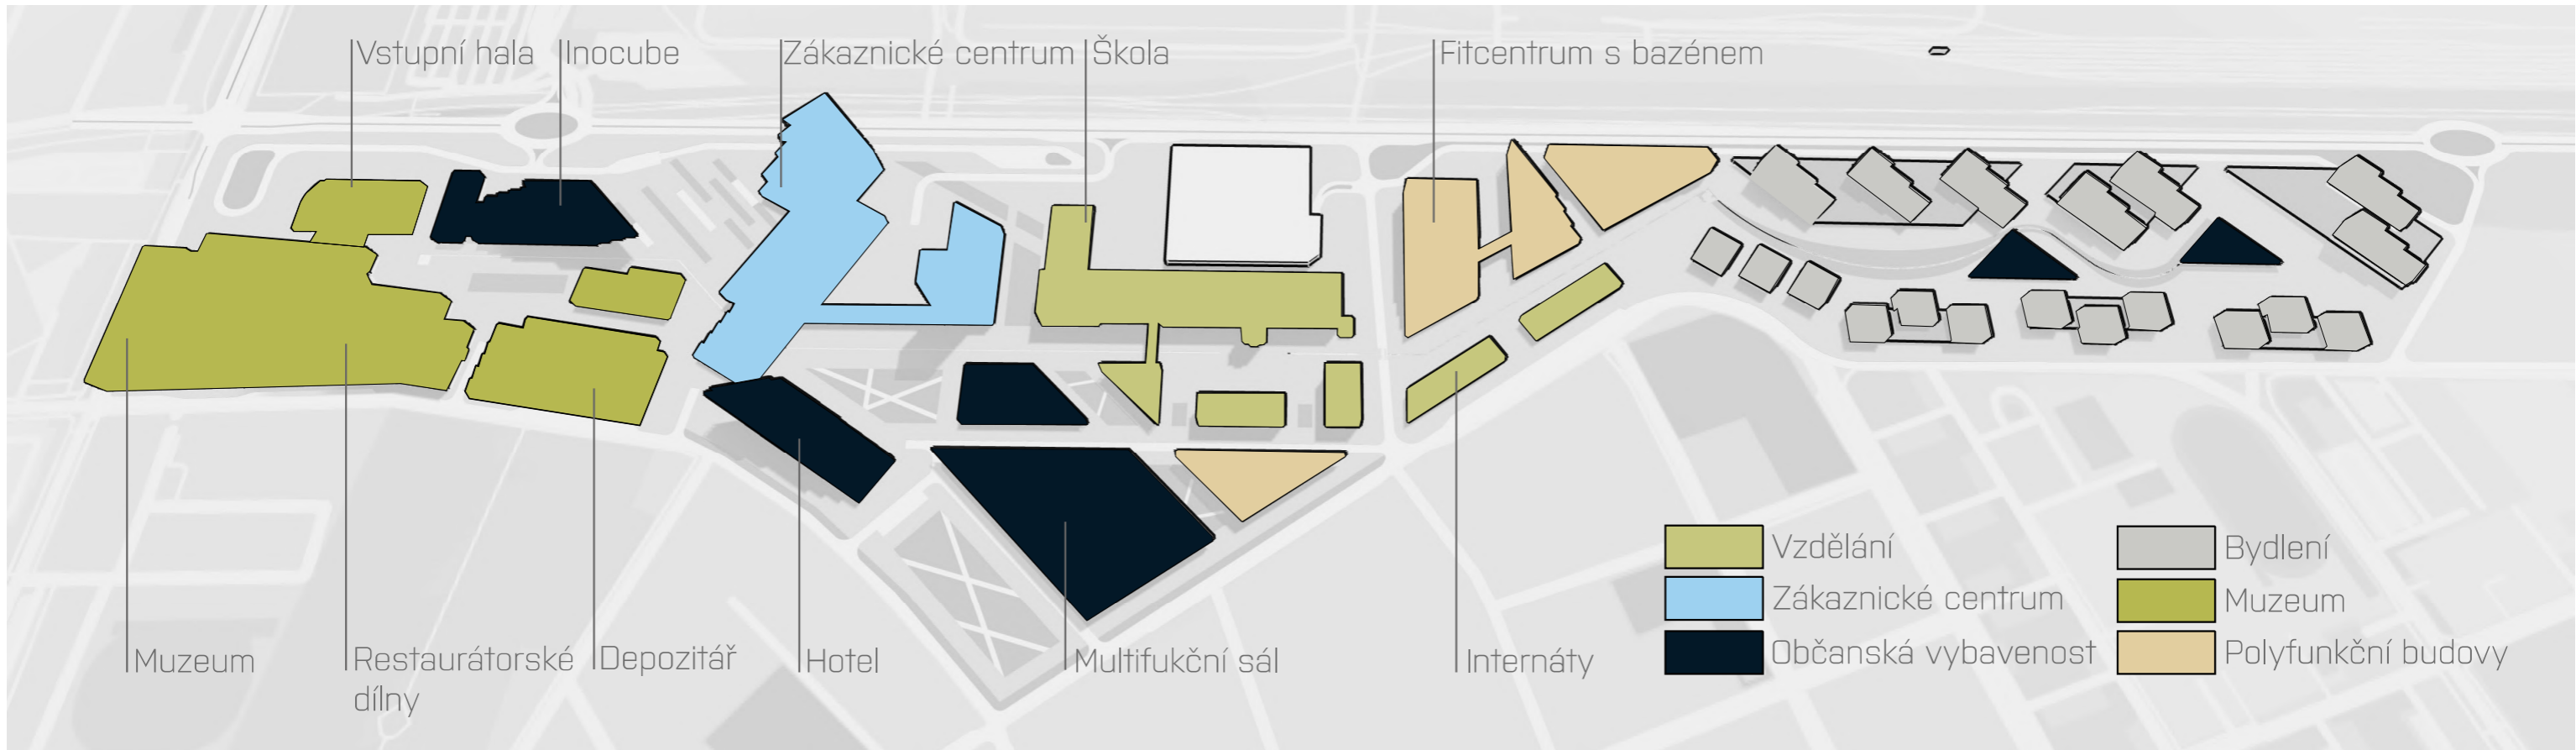 Vstupní hala
Inocube
Zákaznické centrum
Škola
Fitcentrum s bazénem
Muzeum
Restaurátorské
dílny
Depozitář
Hotel
Multifukční sál
Internáty
Vzdělání
Zákaznické centrum
Občanská vybavenost
Bydlení
Muzeum
Polyfunkční budovy